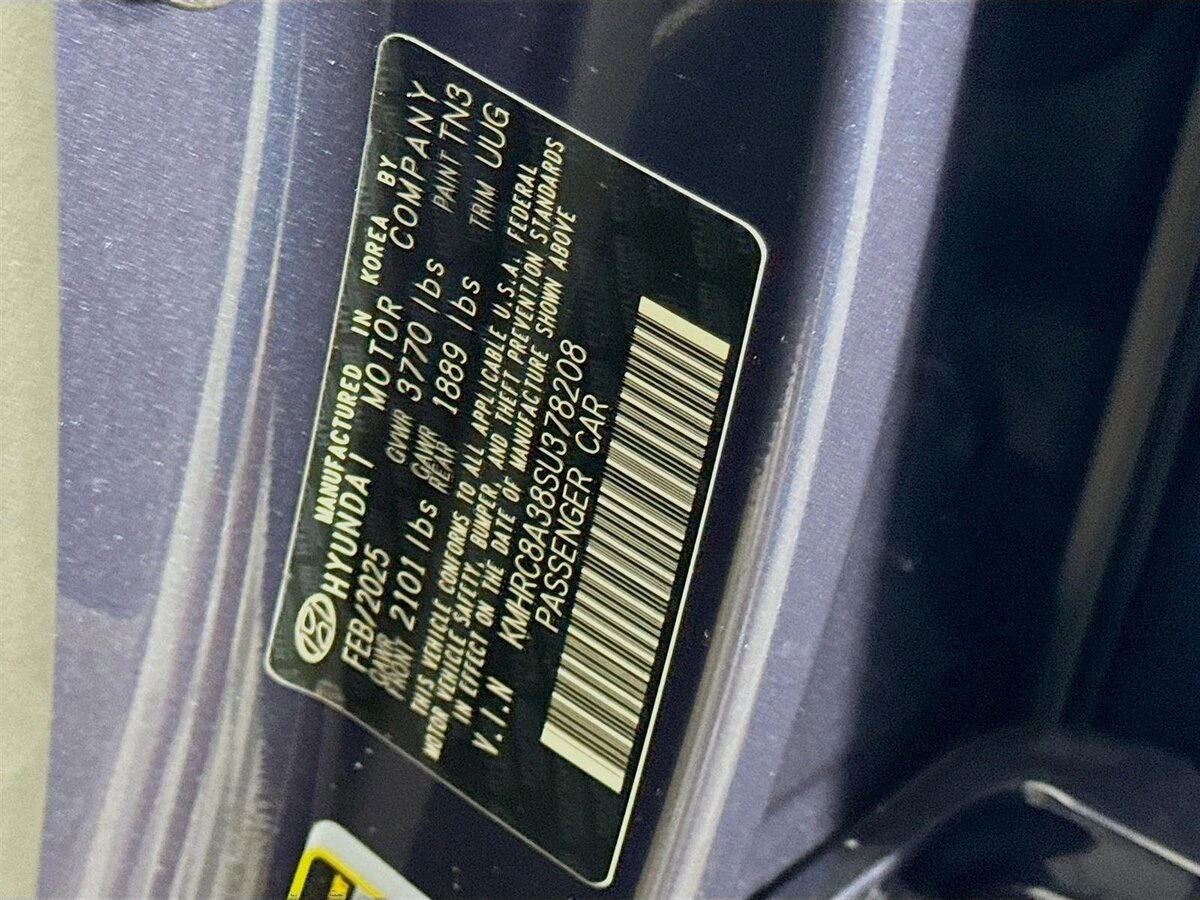 MANUFACTURED IN KOREA BY
HYUNDAI MOTOR COMPANY
FEB/2025 GVWR 3770 lbs PAINT TN3
GAWR FRONT 2101 lbs GAWR REAR 1889 lbs TRIM UUG
THIS VEHICLE CONFORMS TO ALL APPLICABLE U.S.A. FEDERAL
MOTOR VEHICLE SAFETY, BUMPER, AND THEFT PREVENTION STANDARDS
IN EFFECT ON THE DATE OF MANUFACTURE SHOWN ABOVE
V.I.N KMHRC8A38SU378208
PASSENGER CAR